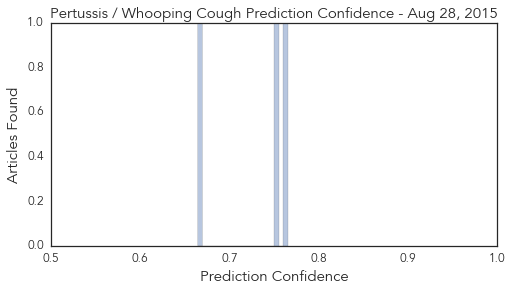 Pertussis / Whooping Cough Prediction Confidence - Aug 28, 2015
1.0
0.8
0.6
0.4
0.2
0.0
Articles Found
0.5 0.6 0.7 0.8 0.9 1.0
Prediction Confidence